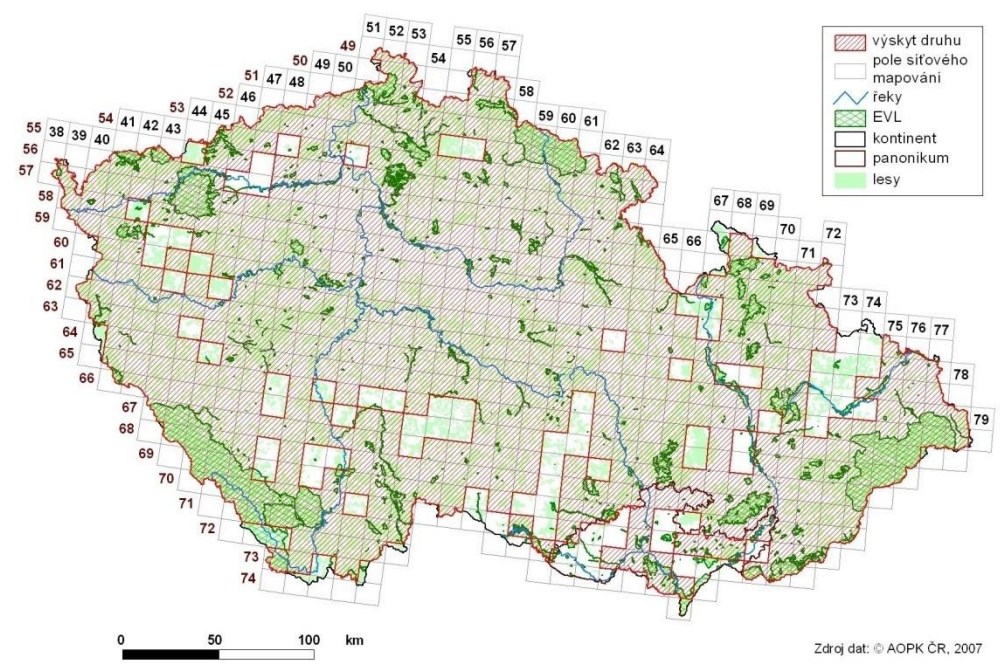 51 52 53
54
55 56 57
49
50
49 50
51
47 48
58
52
46
59 60 61
53
44 45
54
41 42 43
62 63 64
55
38 39 40
56
57
58
59
60
61
62
63
64
65
66
67
68
69
70
71
72
73
74
65 66
67 68 69
70
71
72
73 74
75 76 77
78
79
výskyt druhu
pole síťového
mapování
řeky
EVL
kontinent
panonikum
lesy
0 50 100 km
Zdroj dat: © AOPK ČR, 2007